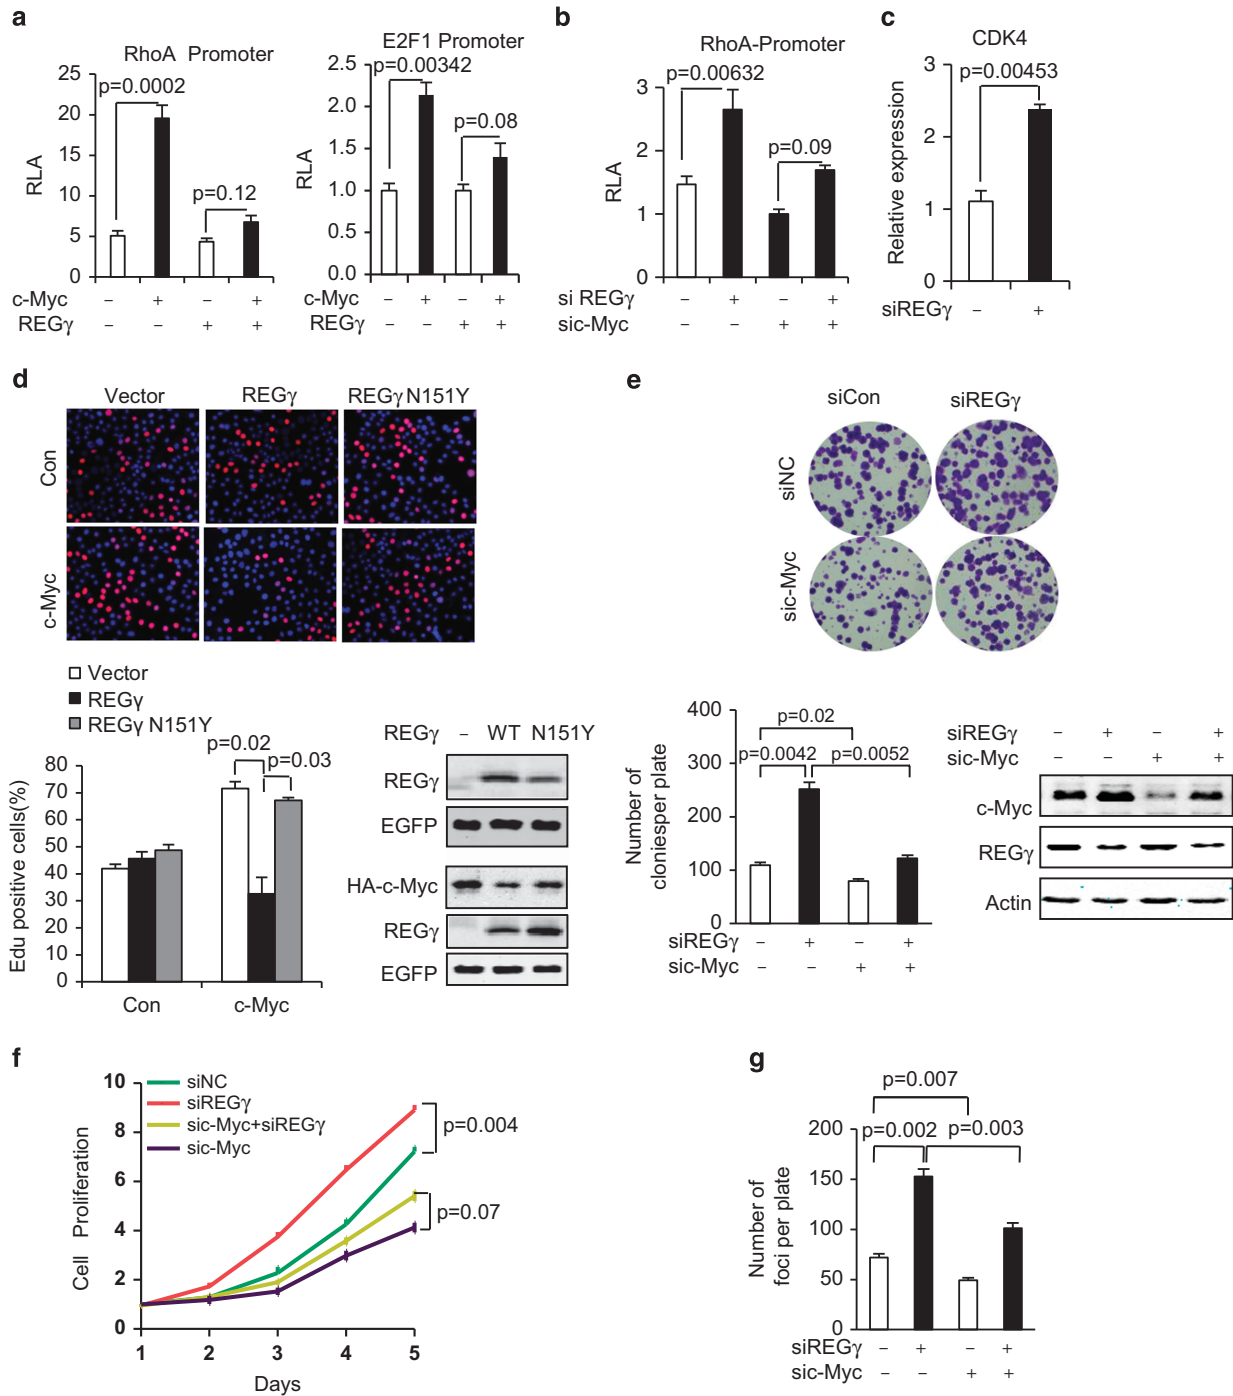 a
RhoA Promoter
25
20
15
10
5
0
RLA
p=0.0002
p=0.12
c-Myc – + – +
REGγ – – + +
E2F1 Promoter
2.5
2.0
1.5
1.0
0.5
0.0
RLA
p=0.00342
p=0.08
c-Myc – + – +
REGγ – – + +
b
RhoA-Promoter
3
2
1
0
RLA
p=0.00632
p=0.09
si REGγ – + – +
sic-Myc – – + +
c
CDK4
3
2
1
0
Relative expression
p=0.00453
siREGγ – +
d
Vector REGγ REGγ N151Y
Con
c-Myc
Vector
REGγ
REGγ N151Y
p=0.02
p=0.03
80
70
60
50
40
30
20
10
0
Edu positive cells(%)
Con c-Myc
REGγ – WT N151Y
REGγ
EGFP
HA-c-Myc
REGγ
EGFP
e
siCon siREGγ
siNC
sic-Myc
400
300
200
100
0
Number of
cloniesper plate
p=0.02
p=0.0042
p=0.0052
siREGγ – + – +
sic-Myc – – + +
siREGγ – + – +
sic-Myc – – + +
c-Myc
REGγ
Actin
f
10
8
6
4
2
0
Cell Proliferation
siNC
siREGγ
sic-Myc+siREGγ
sic-Myc
p=0.004
p=0.07
1 2 3 4 5
Days
g
p=0.007
p=0.002
p=0.003
200
150
100
50
0
Number of
foci per plate
siREGγ – + – +
sic-Myc – – + +